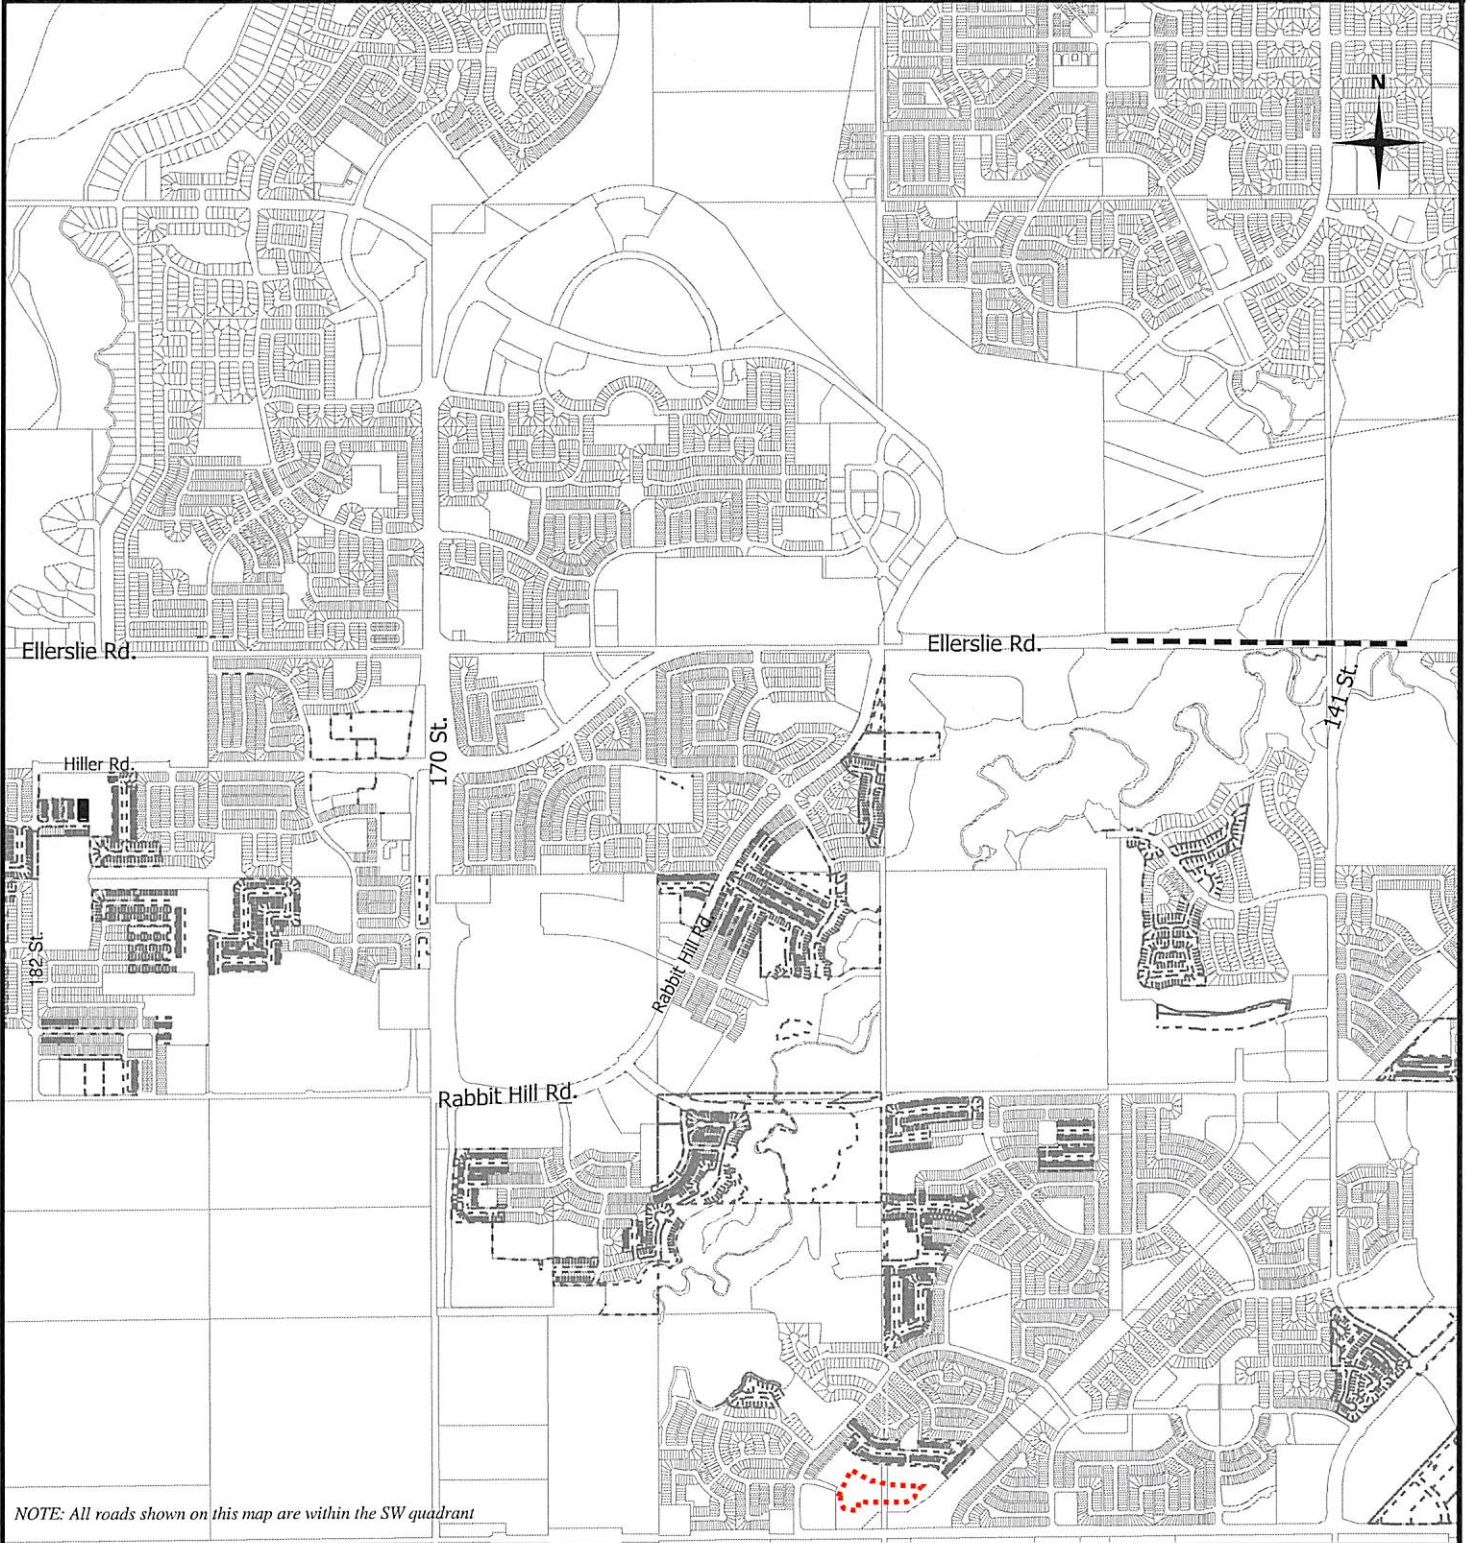 N
Ellerslie Rd.
Ellerslie Rd.
141 St.
170 St.
Hiller Rd.
182 St.
Rabbit Hill Rd.
Rabbit Hill Rd.
NOTE: All roads shown on this map are within the SW quadrant